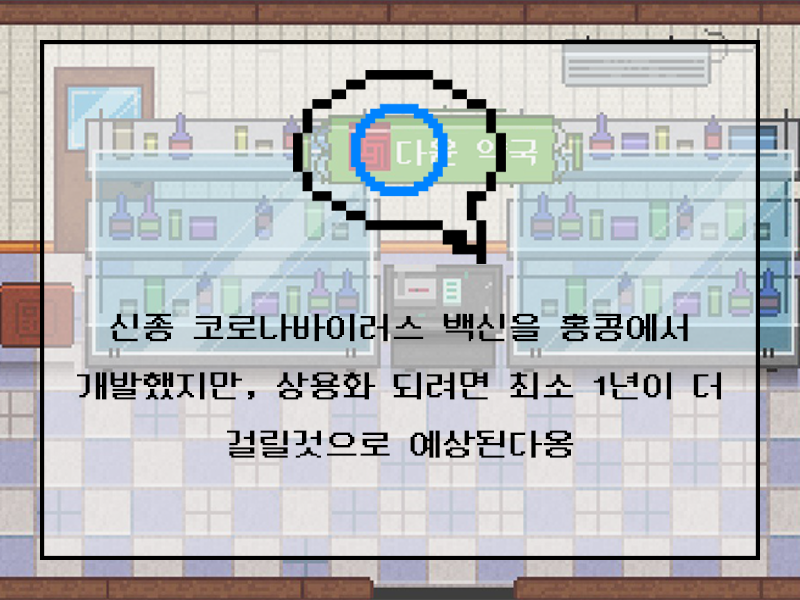 다운 약국
신종 코로나바이러스 백신을 홍콩에서
개발했지만, 상용화 되려면 최소 1년이 더
걸릴것으로 예상된다옹